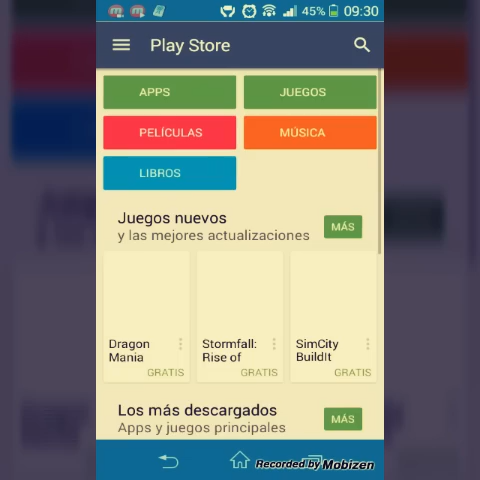 45% 09:30
Play Store
APPS JUEGOS
PELÍCULAS MÚSICA
LIBROS
Juegos nuevos
y las mejores actualizaciones
MÁS
Dragon Mania
GRATIS
Stormfall: Rise of
GRATIS
SimCity BuildIt
GRATIS
Los más descargados
Apps y juegos principales
MÁS
Recorded by Mobizen